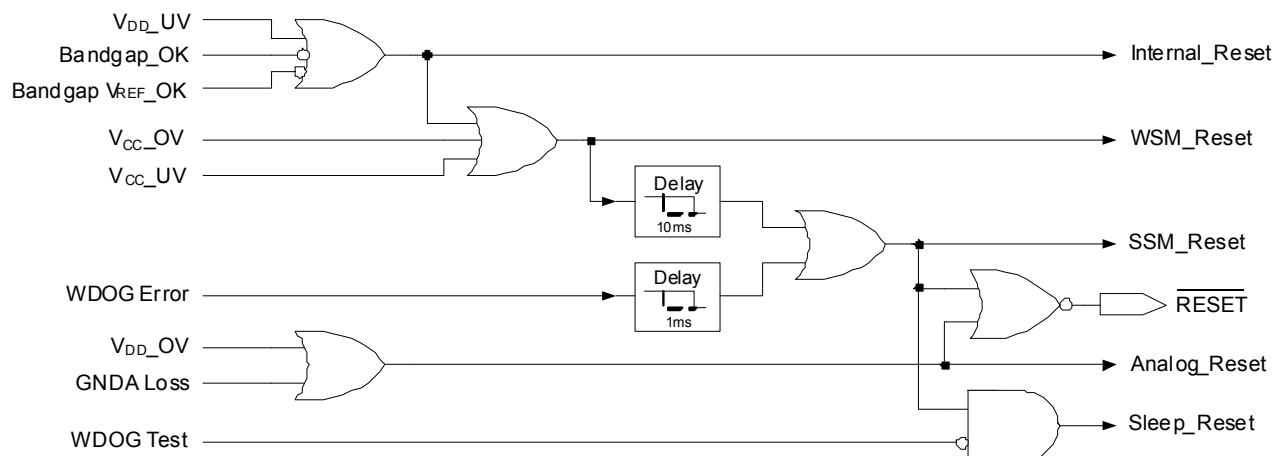 VDD_UV
Bandgap_OK
Bandgap VREF_OK
VCC_OV
VCC_UV
WDOG Error
VDD_OV
GNDA Loss
WDOG Test
Delay
10ms
Delay
1ms
Internal_Reset
WSM_Reset
SSM_Reset
RESET
Analog_Reset
Sleep_Reset